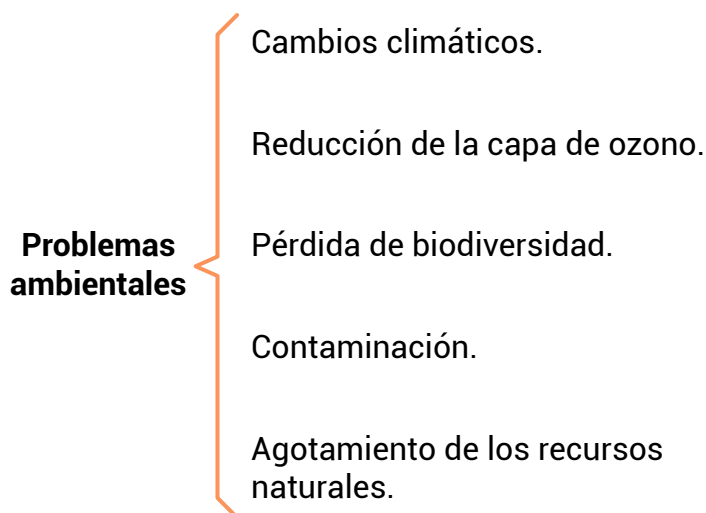 Cambios climáticos.
Reducción de la capa de ozono.
Problemas
ambientales
Pérdida de biodiversidad.
Contaminación.
Agotamiento de los recursos
naturales.